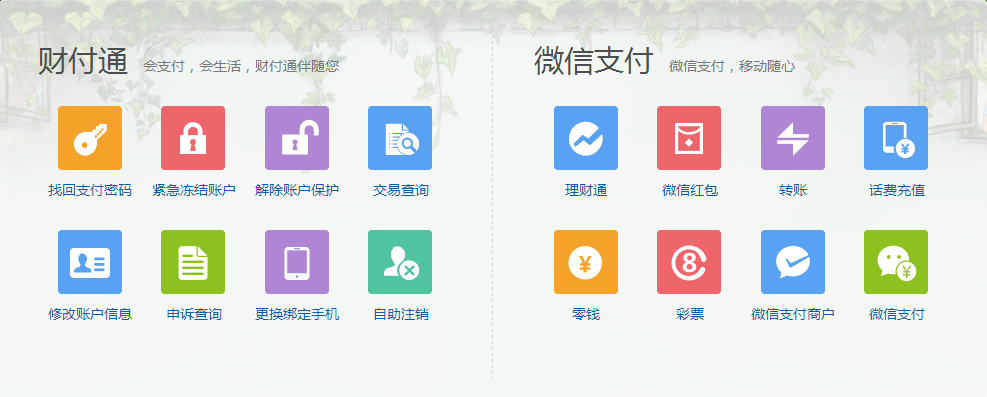 财付通 会支付，会生活，财付通伴随您
找回支付密码 紧急冻结账户 解除账户保护 交易查询
修改账户信息 申诉查询 更换绑定手机 自助注销
微信支付 微信支付，移动随心
理财通 微信红包 转账 话费充值
零钱 彩票 微信支付商户 微信支付